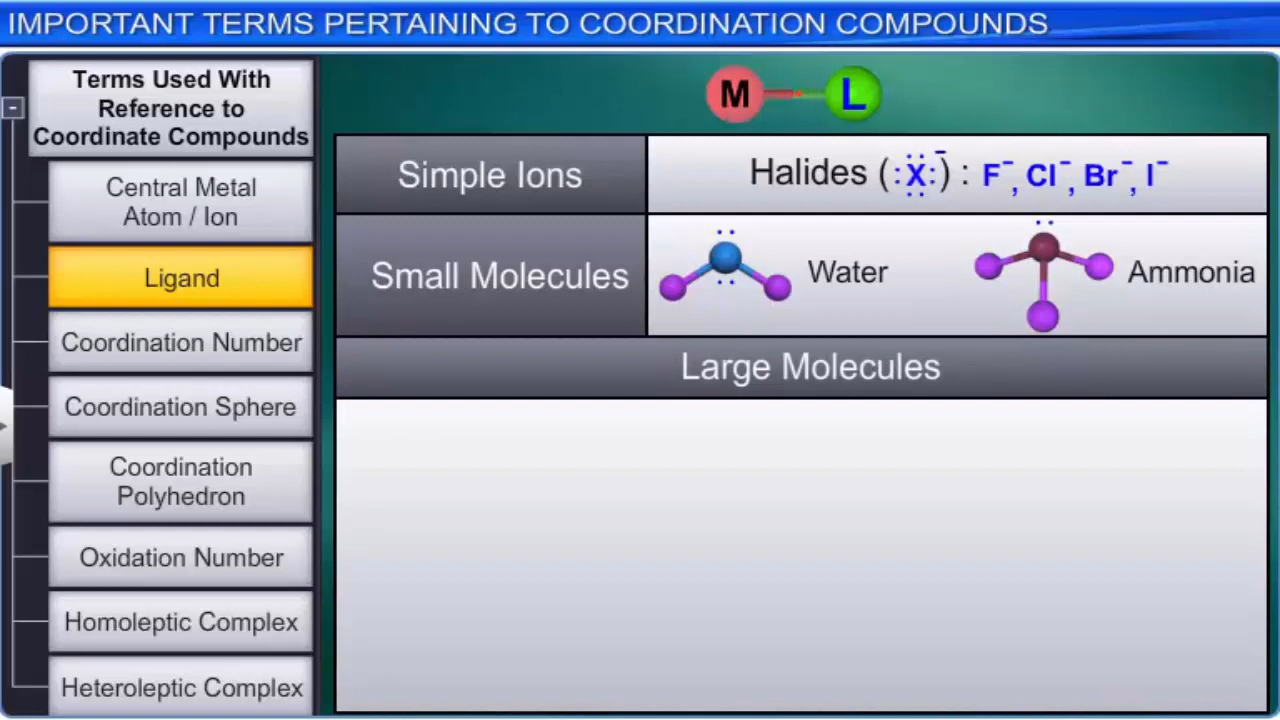 IMPORTANT TERMS PERTAINING TO COORDINATION COMPOUNDS
Terms Used With
Reference to
Coordinate Compounds
Central Metal
Atom / Ion
Ligand
Coordination Number
Coordination Sphere
Coordination
Polyhedron
Oxidation Number
Homoleptic Complex
Heteroleptic Complex
M L
Simple Ions
Halides (:X:⁻) : F⁻, Cl⁻, Br⁻, I⁻
Small Molecules
Water
Ammonia
Large Molecules